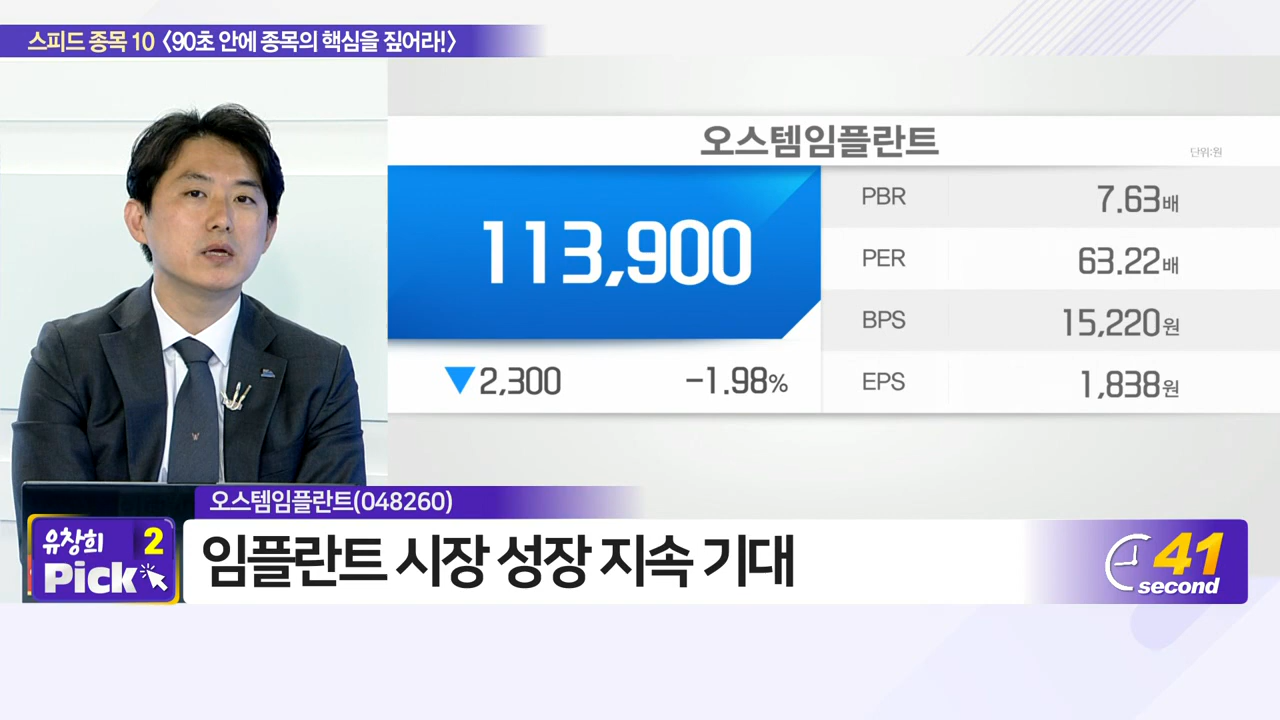 스피드 종목 10 <90초 안에 종목의 핵심을 짚어라!>
오스템임플란트
단위:원
113,900
▼2,300 -1.98%
PBR 7.63배
PER 63.22배
BPS 15,220원
EPS 1,838원
오스템임플란트(048260)
유창희 2
Pick
임플란트 시장 성장 지속 기대
41
second